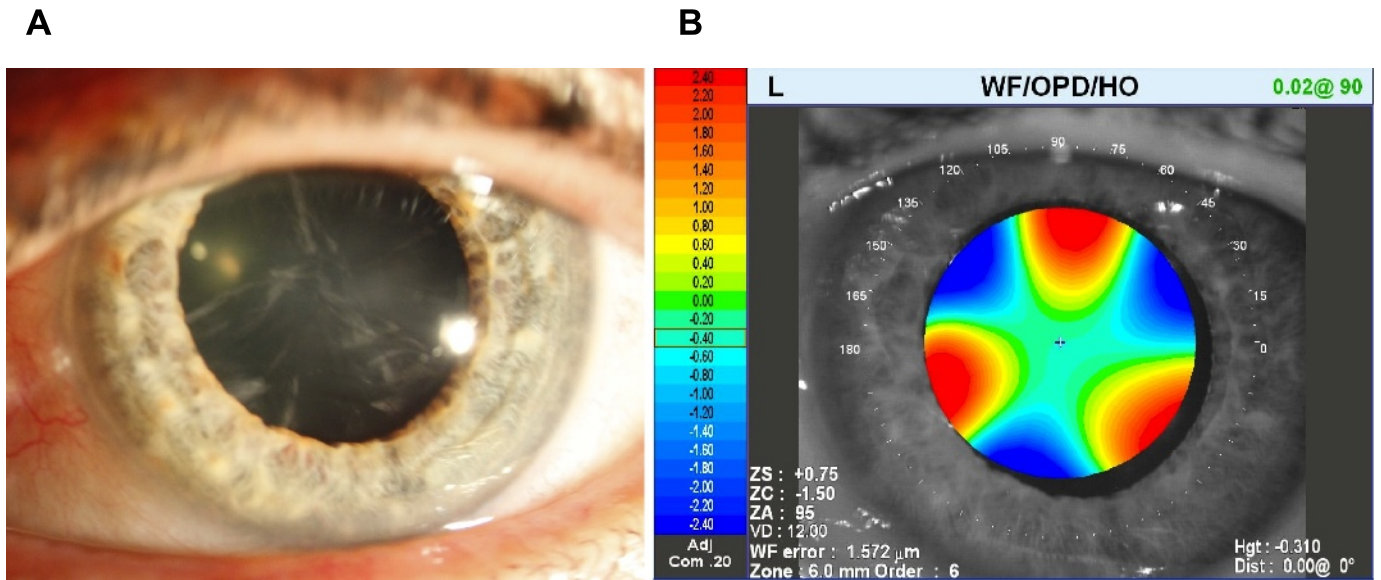 A
B
L WF/OPD/HO 0.02@ 90
2.40
2.20
2.00
1.80
1.60
1.40
1.20
1.00
0.80
0.60
0.40
0.20
0.00
-0.20
-0.40
-0.60
-0.80
-1.00
-1.20
-1.40
-1.60
-1.80
-2.00
-2.20
-2.40
Adj
Com .20
105 90 75
120 60
135 45
150 30
165 15
180 0
ZS : +0.75
ZC : -1.50
ZA : 95
VD : 12.00
WF error : 1.572 μm
Zone : 6.0 mm Order : 6
Hgt : -0.310
Dist : 0.00@ 0°